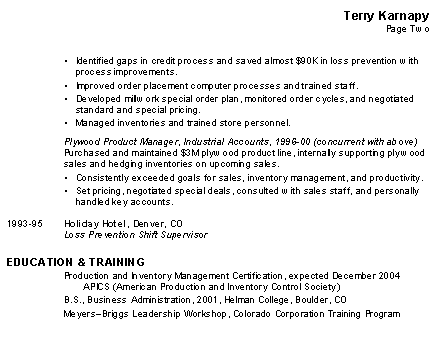 Terry Karnapy
Page Two
• Identified gaps in credit process and saved almost $90K in loss prevention with
process improvements.
• Improved order placement computer processes and trained staff.
• Developed millwork special order plan, monitored order cycles, and negotiated
standard and special pricing.
• Managed inventories and trained store personnel.
Plywood Product Manager, Industrial Accounts, 1996-00 (concurrent with above)
Purchased and maintained $3M plywood product line, internally supporting plywood
sales and hedging inventories on upcoming sales.
• Consistently exceeded goals for sales, inventory management, and productivity.
• Set pricing, negotiated special deals, consulted with sales staff, and personally
handled key accounts.
1993-95 Holiday Hotel, Denver, CO
Loss Prevention Shift Supervisor
EDUCATION & TRAINING
Production and Inventory Management Certification, expected December 2004
APICS (American Production and Inventory Control Society)
B.S., Business Administration, 2001, Helman College, Boulder, CO
Meyers–Briggs Leadership Workshop, Colorado Corporation Training Program